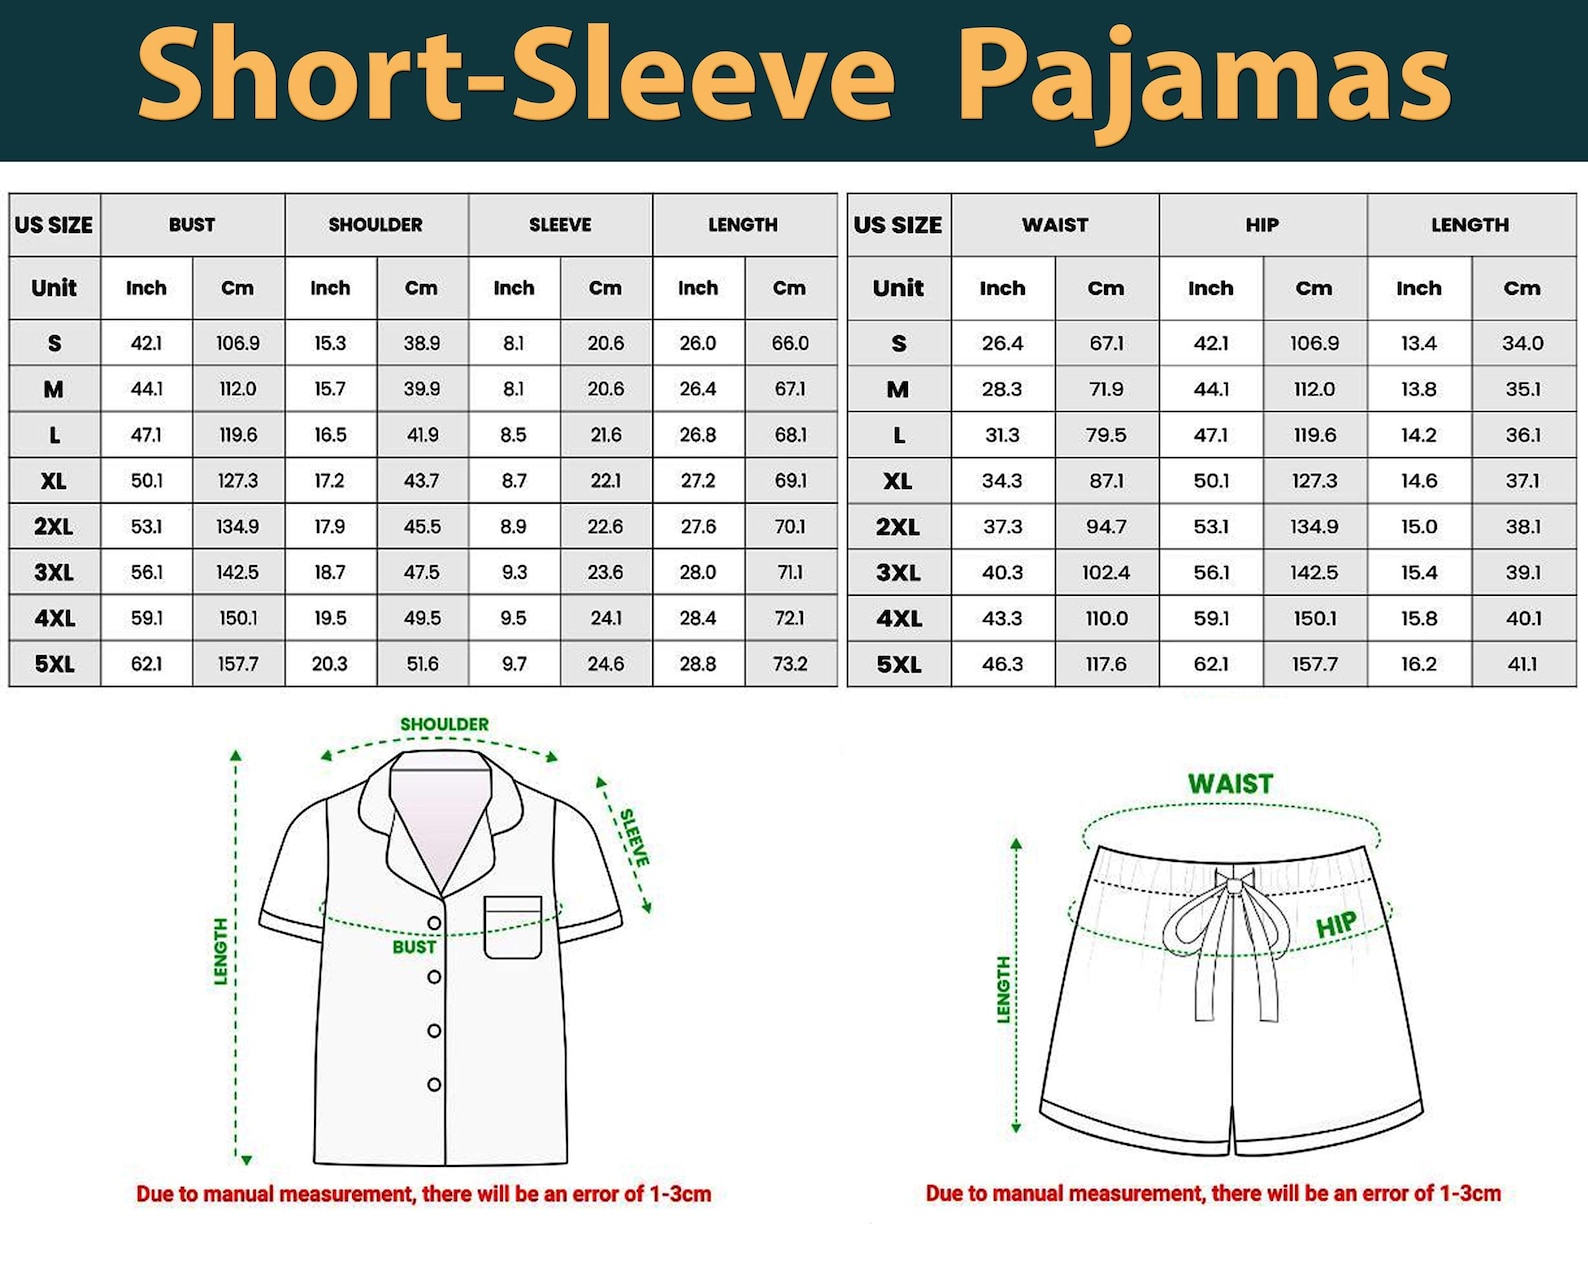 Short-Sleeve Pajamas
US SIZE BUST SHOULDER SLEEVE LENGTH
Unit Inch Cm Inch Cm Inch Cm Inch Cm
S 42.1 106.9 15.3 38.9 8.1 20.6 26.0 66.0
M 44.1 112.0 15.7 39.9 8.1 20.6 26.4 67.1
L 47.1 119.6 16.5 41.9 8.5 21.6 26.8 68.1
XL 50.1 127.3 17.2 43.7 8.7 22.1 27.2 69.1
2XL 53.1 134.9 17.9 45.5 8.9 22.6 27.6 70.1
3XL 56.1 142.5 18.7 47.5 9.3 23.6 28.0 71.1
4XL 59.1 150.1 19.5 49.5 9.5 24.1 28.4 72.1
5XL 62.1 157.7 20.3 51.6 9.7 24.6 28.8 73.2
US SIZE WAIST HIP LENGTH
Unit Inch Cm Inch Cm Inch Cm
S 26.4 67.1 42.1 106.9 13.4 34.0
M 28.3 71.9 44.1 112.0 13.8 35.1
L 31.3 79.5 47.1 119.6 14.2 36.1
XL 34.3 87.1 50.1 127.3 14.6 37.1
2XL 37.3 94.7 53.1 134.9 15.0 38.1
3XL 40.3 102.4 56.1 142.5 15.4 39.1
4XL 43.3 110.0 59.1 150.1 15.8 40.1
5XL 46.3 117.6 62.1 157.7 16.2 41.1
SHOULDER
SLEEVE
LENGTH
BUST
Due to manual measurement, there will be an error of 1-3cm
WAIST
HIP
LENGTH
Due to manual measurement, there will be an error of 1-3cm